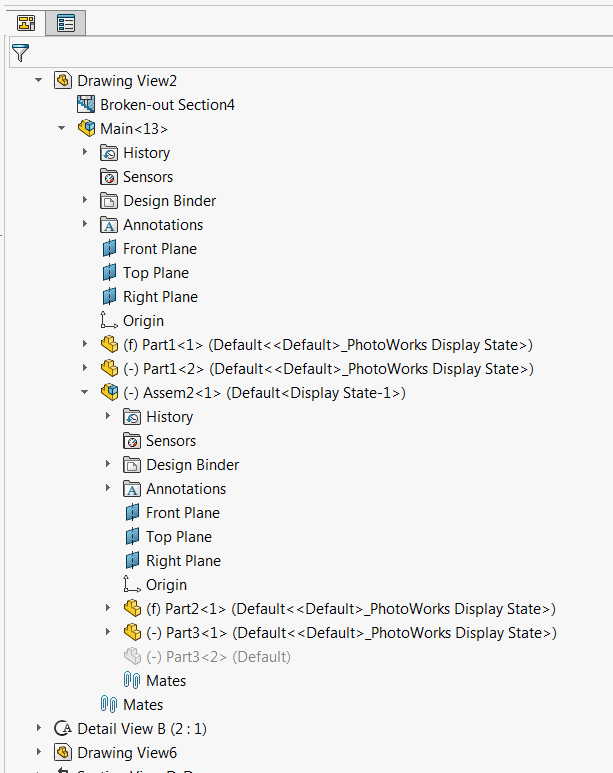 Drawing View2
Broken-out Section4
Main<13>
History
Sensors
Design Binder
Annotations
Front Plane
Top Plane
Right Plane
Origin
(f) Part1<1> (Default<<Default>_PhotoWorks Display State>)
(-) Part1<2> (Default<<Default>_PhotoWorks Display State>)
(-) Assem2<1> (Default<Display State-1>)
History
Sensors
Design Binder
Annotations
Front Plane
Top Plane
Right Plane
Origin
(f) Part2<1> (Default<<Default>_PhotoWorks Display State>)
(-) Part3<1> (Default<<Default>_PhotoWorks Display State>)
(-) Part3<2> (Default)
Mates
Mates
Detail View B (2 : 1)
Drawing View6